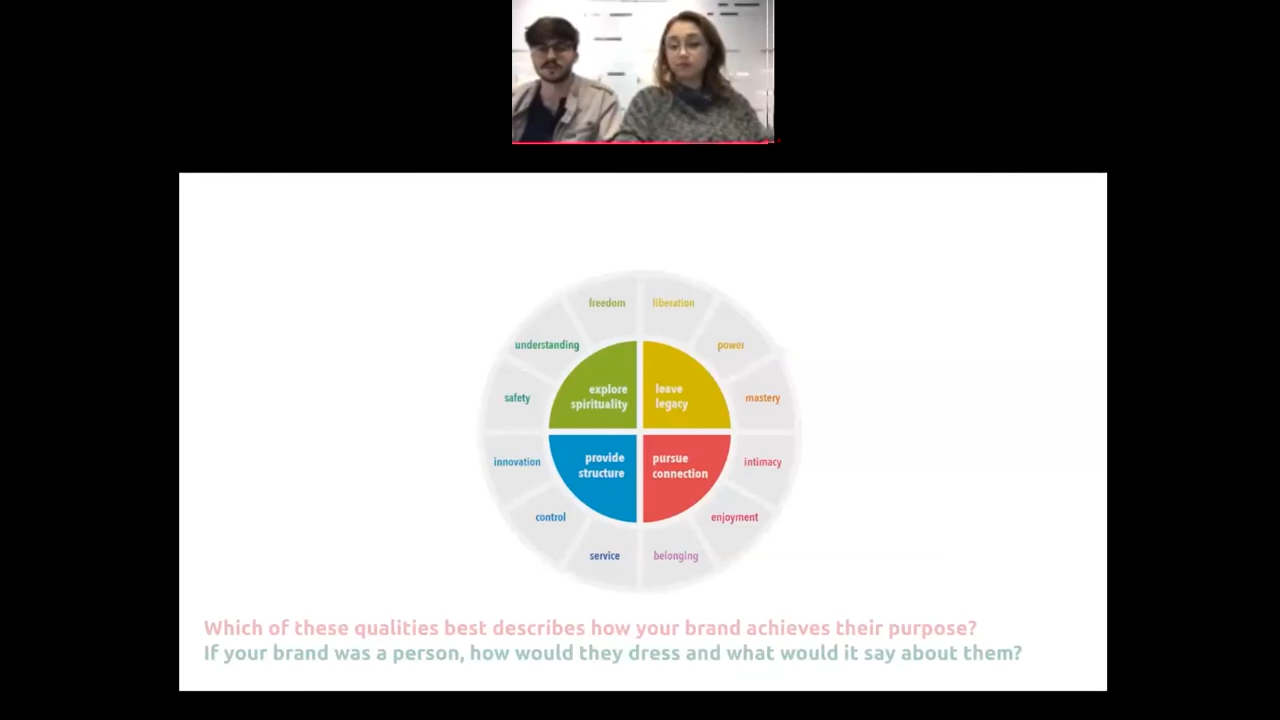 freedom
liberation
understanding
power
explore
spirituality
leave
legacy
safety
mastery
provide
structure
pursue
connection
innovation
intimacy
control
enjoyment
service
belonging
Which of these qualities best describes how your brand achieves their purpose?
If your brand was a person, how would they dress and what would it say about them?